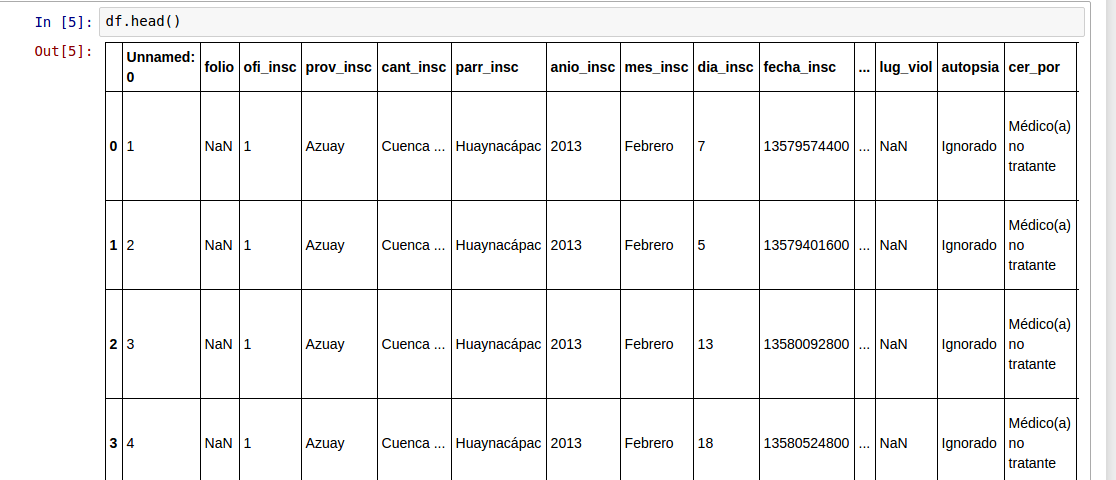 In [5]: df.head()
Out[5]:
Unnamed: 0 folio ofi_insc prov_insc cant_insc parr_insc anio_insc mes_insc dia_insc fecha_insc ... lug_viol autopsia cer_por
0 1 NaN 1 Azuay Cuenca ... Huaynacápac 2013 Febrero 7 13579574400 ... NaN Ignorado Médico(a) no tratante
1 2 NaN 1 Azuay Cuenca ... Huaynacápac 2013 Febrero 5 13579401600 ... NaN Ignorado Médico(a) no tratante
2 3 NaN 1 Azuay Cuenca ... Huaynacápac 2013 Febrero 13 13580092800 ... NaN Ignorado Médico(a) no tratante
3 4 NaN 1 Azuay Cuenca ... Huaynacápac 2013 Febrero 18 13580524800 ... NaN Ignorado Médico(a) no tratante